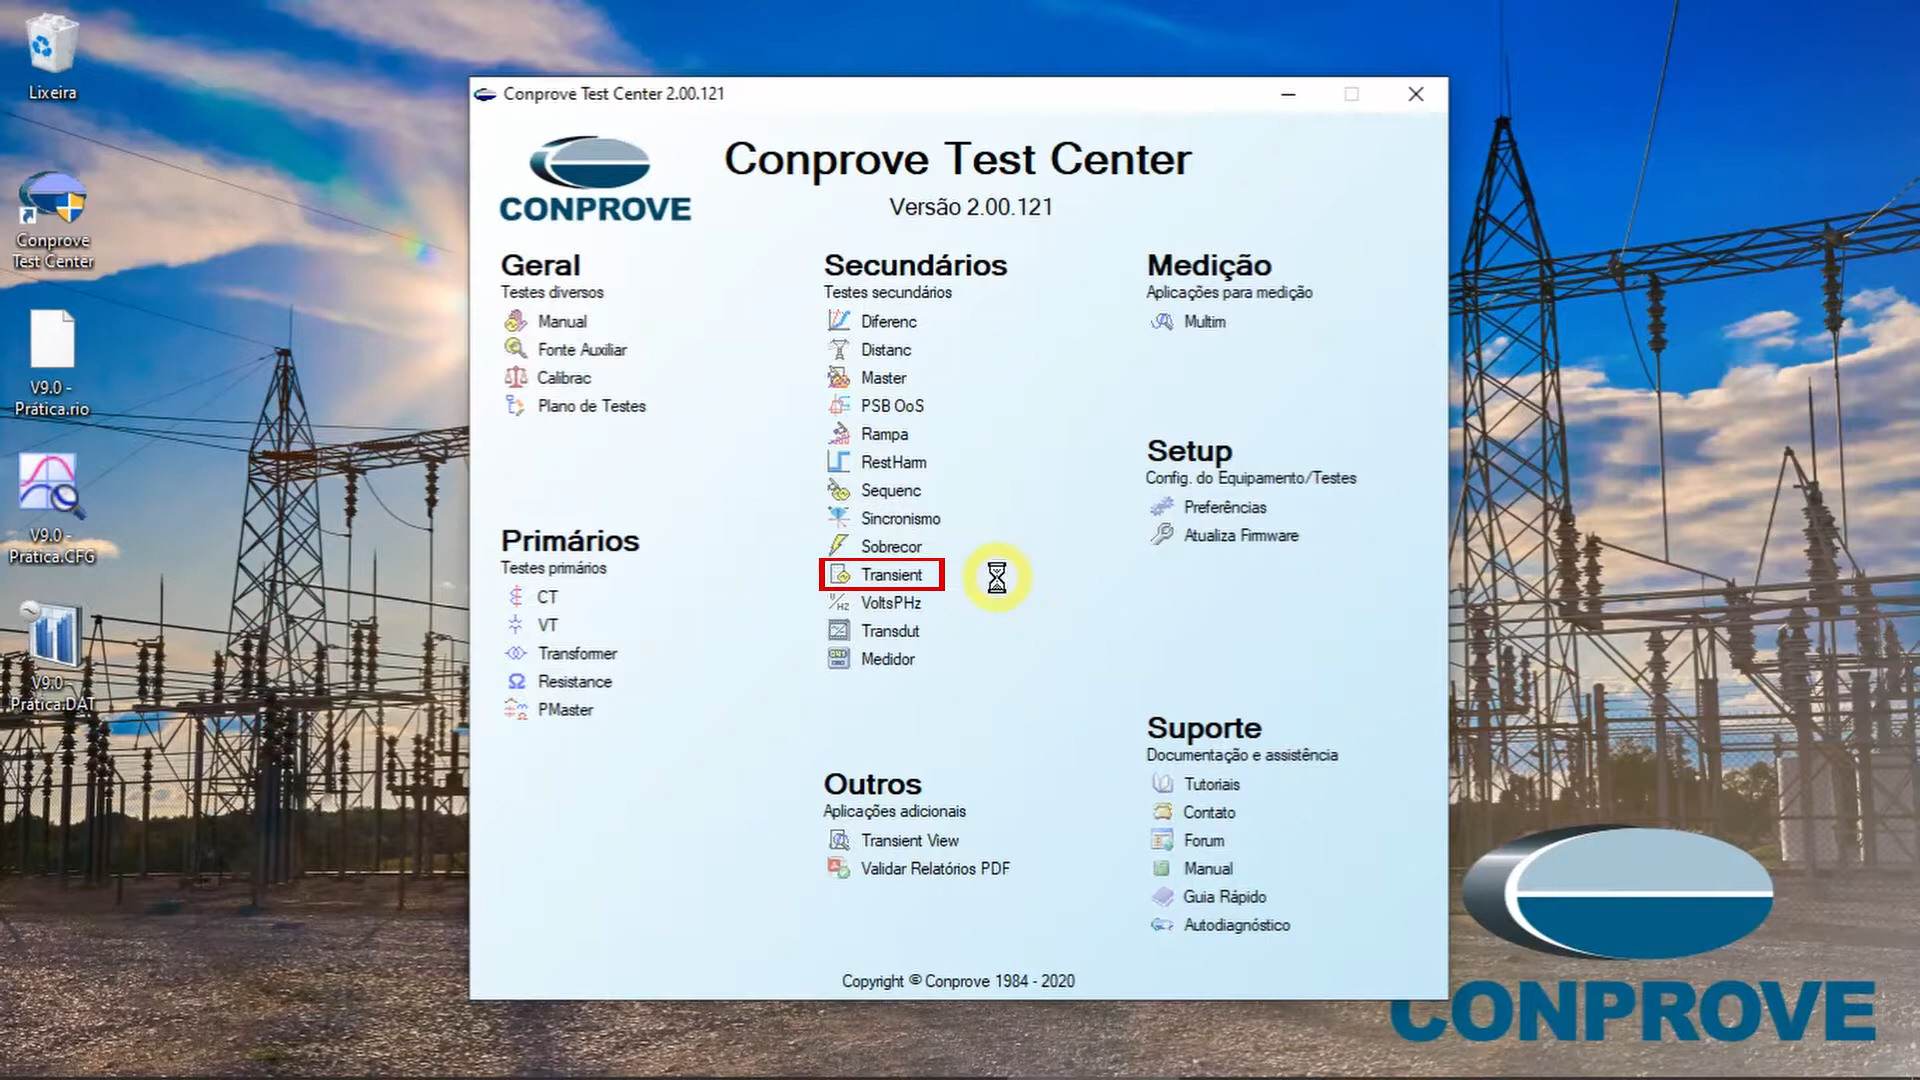 Lixeira
Conprove
Test Center
V9.0 -
Prática.rio
V9.0 -
Prática.CFG
V9.0 -
Prática.DAT
Conprove Test Center 2.00.121
CONPROVE
Conprove Test Center
Versão 2.00.121
Geral
Testes diversos
Manual
Fonte Auxiliar
Calibrac
Plano de Testes
Primários
Testes primários
CT
VT
Transformer
Resistance
PMaster
Secundários
Testes secundários
Diferenc
Distanc
Master
PSB OoS
Rampa
RestHarm
Sequenc
Sincronismo
Sobrecor
Transient
VoltsPHz
Transdut
Medidor
Outros
Aplicações adicionais
Transient View
Validar Relatórios PDF
Medição
Aplicações para medição
Multim
Setup
Config. do Equipamento/Testes
Preferências
Atualiza Firmware
Suporte
Documentação e assistência
Tutoriais
Contato
Forum
Manual
Guia Rápido
Autodiagnóstico
Copyright © Conprove 1984 - 2020
CONPROVE